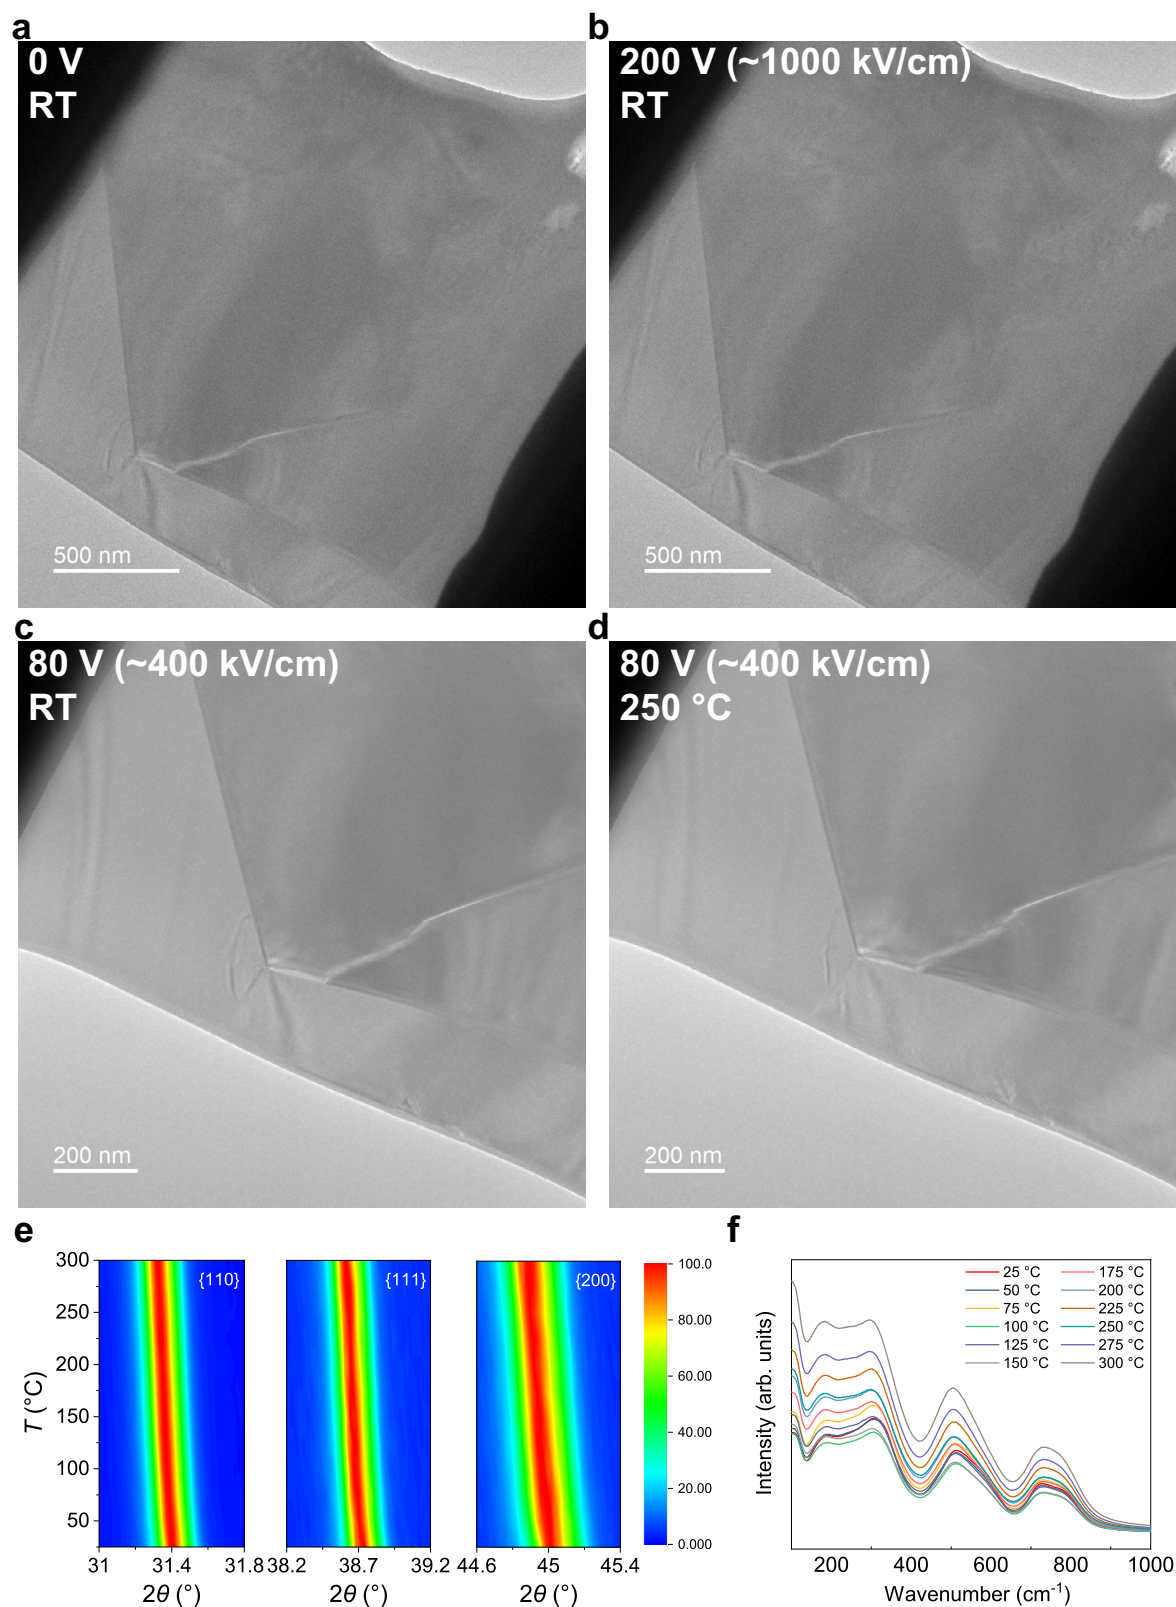 a
0 V
RT
500 nm
b
200 V (~1000 kV/cm)
RT
500 nm
c
80 V (~400 kV/cm)
RT
200 nm
d
80 V (~400 kV/cm)
250 °C
200 nm
e
T (°C)
300
250
200
150
100
50
{110}
31 31.4 31.8
2θ (°)
{111}
38.2 38.7 39.2
2θ (°)
{200}
44.6 45 45.4
2θ (°)
100.0
80.00
60.00
40.00
20.00
0.000
f
Intensity (arb. units)
25 °C 175 °C
50 °C 200 °C
75 °C 225 °C
100 °C 250 °C
125 °C 275 °C
150 °C 300 °C
200 400 600 800 1000
Wavenumber (cm-1)